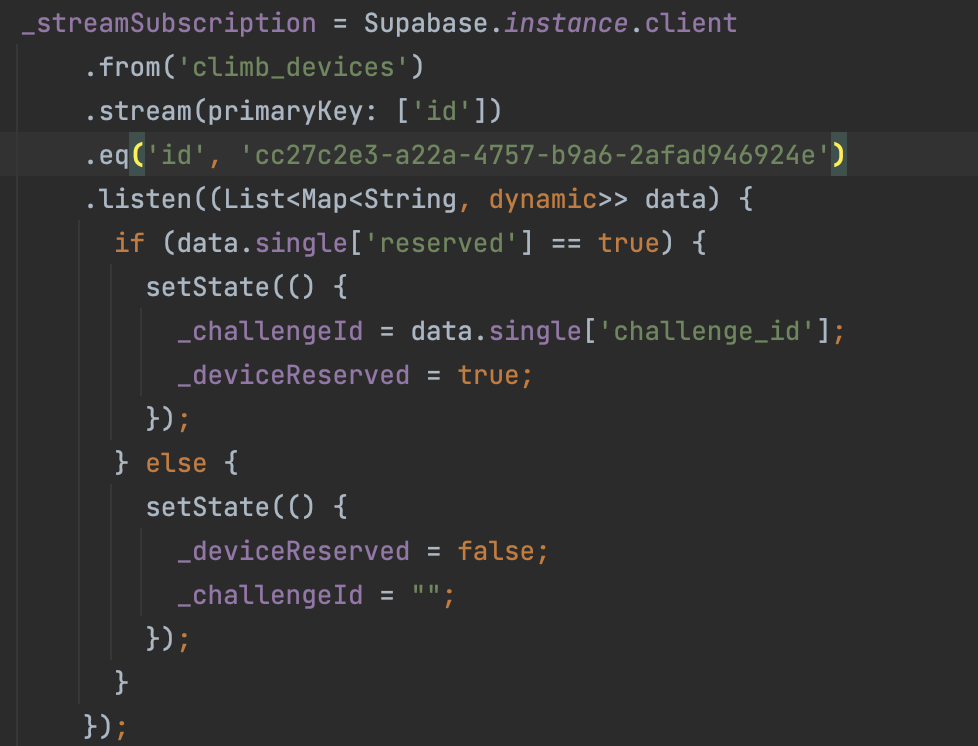 _streamSubscription = Supabase.instance.client
.from('climb_devices')
.stream(primaryKey: ['id'])
.eq('id', 'cc27c2e3-a22a-4757-b9a6-2afad946924e')
.listen((List<Map<String, dynamic>> data) {
if (data.single['reserved'] == true) {
setState(() {
_challengeId = data.single['challenge_id'];
_deviceReserved = true;
});
} else {
setState(() {
_deviceReserved = false;
_challengeId = "";
});
}
});